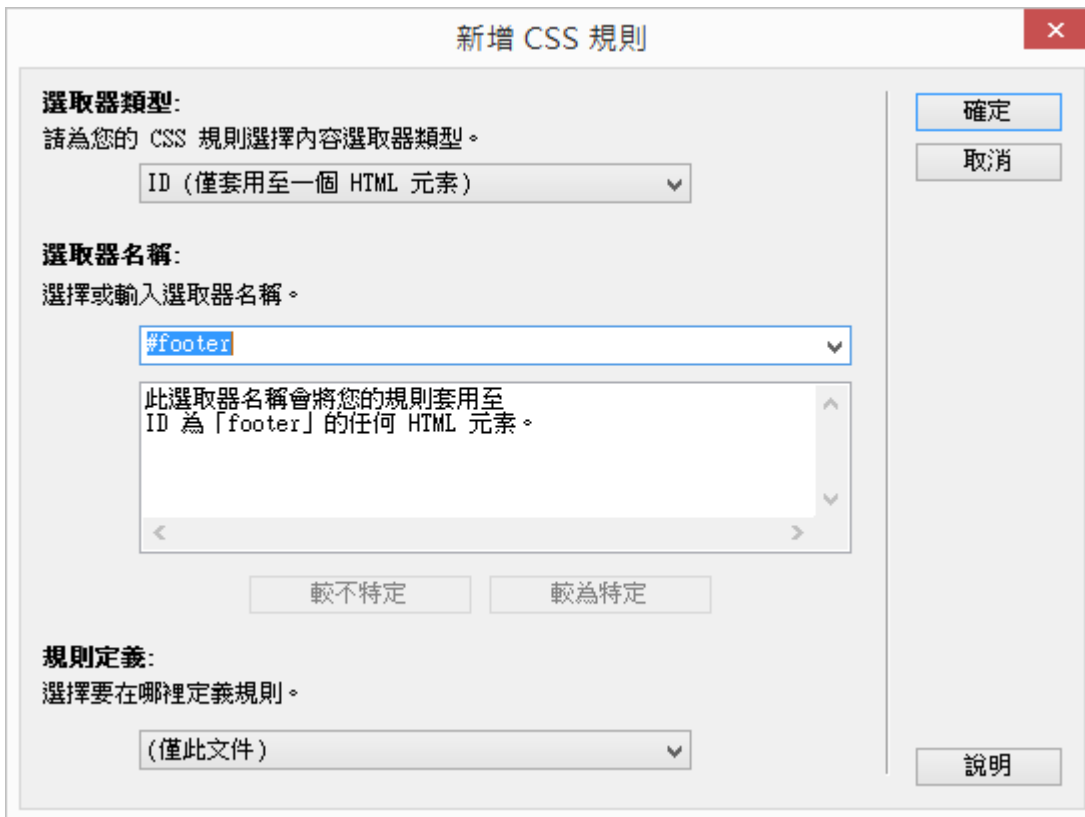 新增 CSS 規則
選取器類型:
請為您的 CSS 規則選擇內容選取器類型。
ID (僅套用至一個 HTML 元素)
選取器名稱:
選擇或輸入選取器名稱。
#footer
此選取器名稱會將您的規則套用至
ID 為「footer」的任何 HTML 元素。
較不特定
較為特定
規則定義:
選擇要在哪裡定義規則。
(僅此文件)
確定
取消
說明